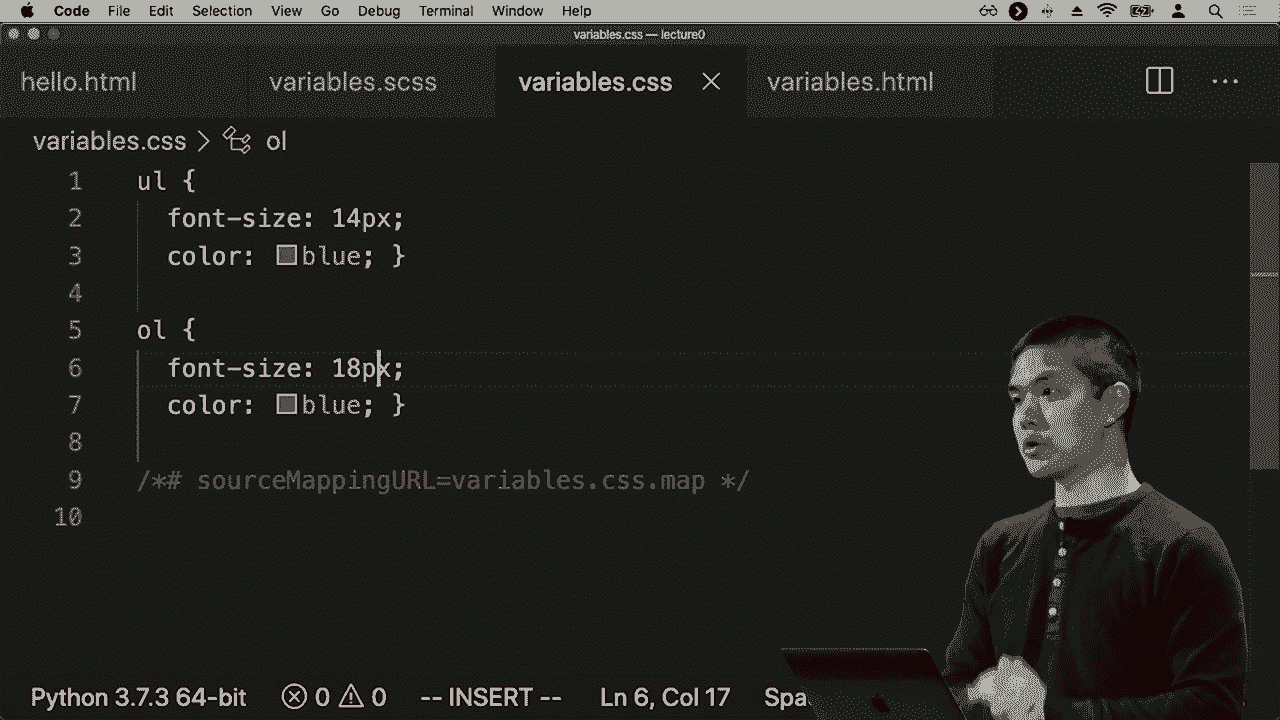 Code File Edit Selection View Go Debug Terminal Window Help
variables.css — lecture0
hello.html variables.scss variables.css variables.html
variables.css > ol
1 ul {
2 font-size: 14px;
3 color: blue; }
4
5 ol {
6 font-size: 18px;
7 color: blue; }
8
9 /*# sourceMappingURL=variables.css.map */
10
Python 3.7.3 64-bit 0 0 -- INSERT -- Ln 6, Col 17 Spa